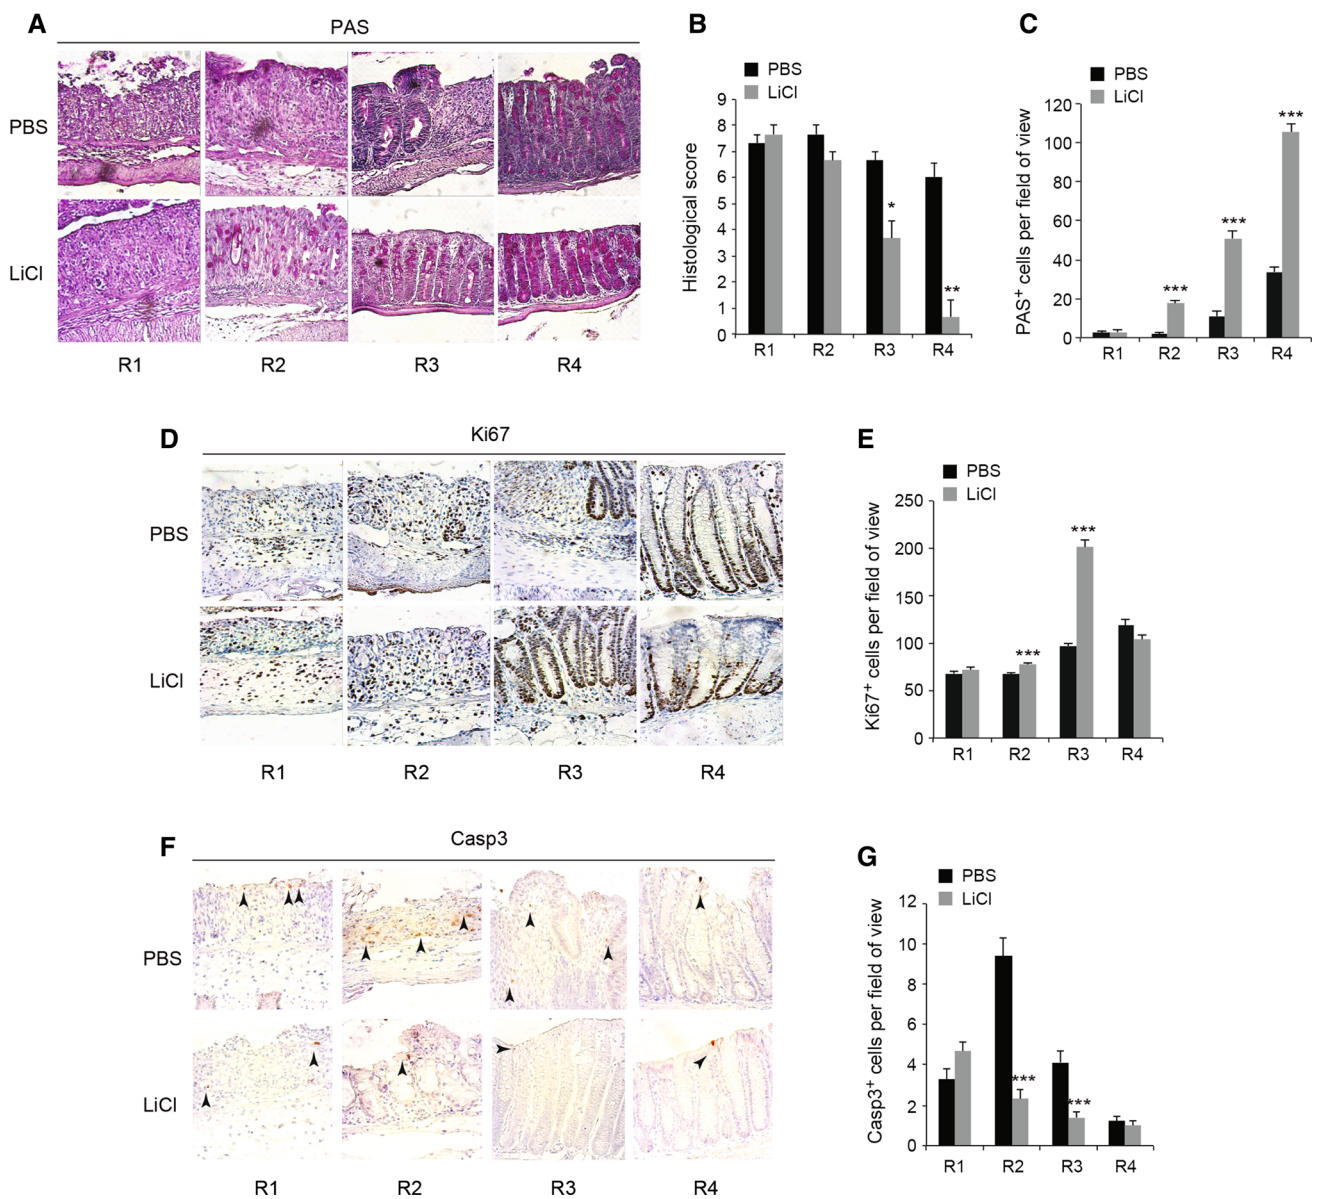 A
PAS
PBS
LiCl
R1 R2 R3 R4
B
PBS
LiCl
Histological score
9
8
7
6
5
4
3
2
1
0
*
**
R1 R2 R3 R4
C
PBS
LiCl
PAS+ cells per field of view
120
100
80
60
40
20
0
***
***
***
R1 R2 R3 R4
D
Ki67
PBS
LiCl
R1 R2 R3 R4
E
PBS
LiCl
Ki67+ cells per field of view
250
200
150
100
50
0
***
***
R1 R2 R3 R4
F
Casp3
PBS
LiCl
R1 R2 R3 R4
G
PBS
LiCl
Casp3+ cells per field of view
12
10
8
6
4
2
0
***
***
R1 R2 R3 R4